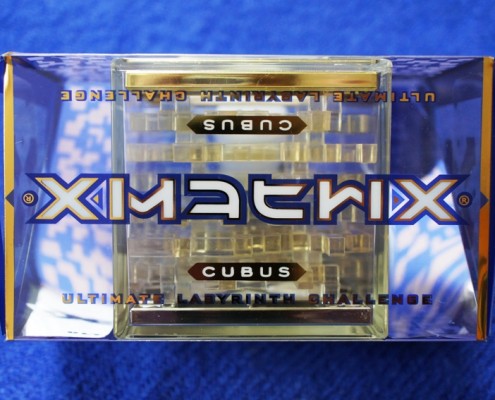 ULTIMATE LABYRINTH CHALLENGE
CUBUS
® XMATRIX ®
CUBUS
ULTIMATE LABYRINTH CHALLENGE